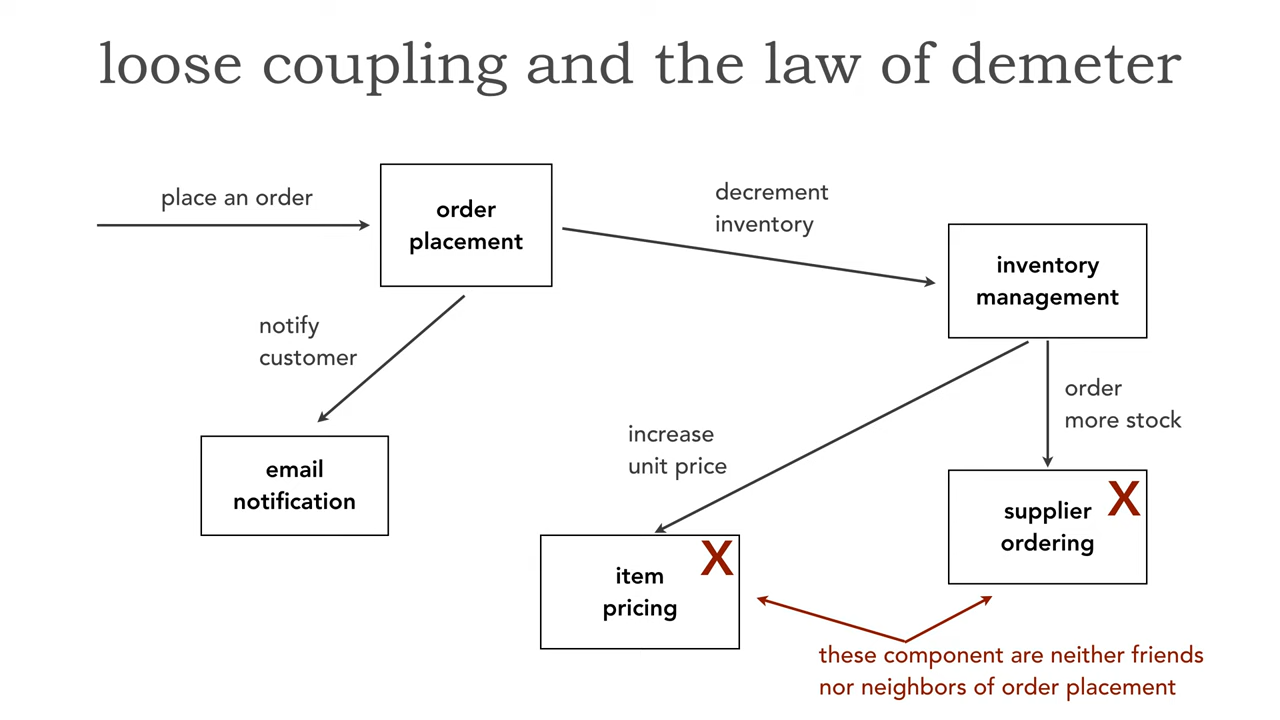 loose coupling and the law of demeter
place an order
order
placement
decrement
inventory
inventory
management
notify
customer
order
more stock
increase
unit price
email
notification
supplier
ordering
X
item
pricing
X
these component are neither friends
nor neighbors of order placement